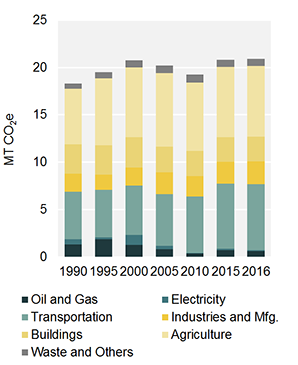 25
20
15
10
5
0
MT CO₂e
1990 1995 2000 2005 2010 2015 2016
Oil and Gas Electricity
Transportation Industries and Mfg.
Buildings Agriculture
Waste and Others